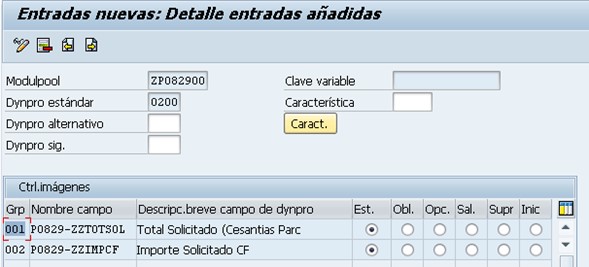 Entradas nuevas: Detalle entradas añadidas
Modulpool ZP082900 Clave variable
Dynpro estándar 0200 Característica
Dynpro alternativo Caract.
Dynpro sig.
Ctrl.imágenes
Grp Nombre campo Descripc.breve campo de dynpro Est. Obl. Opc. Sal. Supr Inic
001 P0829-ZZTOTSOL Total Solicitado (Cesantias Parc
002 P0829-ZZIMPCF Importe Solicitado CF